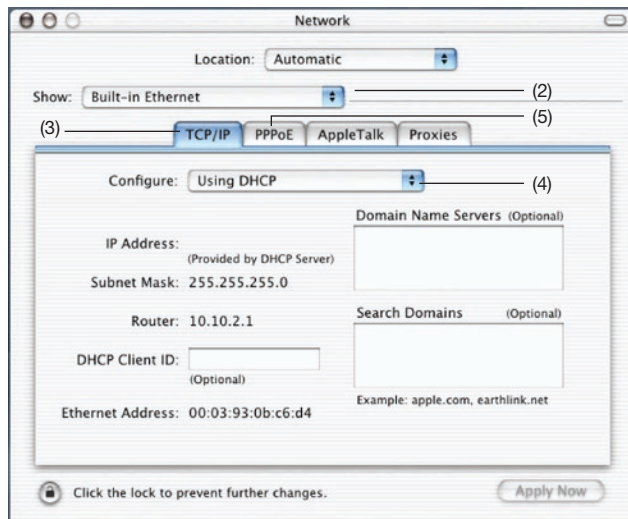 Network
Location: Automatic
Show: Built-in Ethernet (2)
(5)
(3) TCP/IP PPPoE AppleTalk Proxies
Configure: Using DHCP (4)
Domain Name Servers (Optional)
IP Address:
(Provided by DHCP Server)
Subnet Mask: 255.255.255.0
Router: 10.10.2.1
Search Domains (Optional)
DHCP Client ID:
(Optional)
Example: apple.com, earthlink.net
Ethernet Address: 00:03:93:0b:c6:d4
Click the lock to prevent further changes. Apply Now